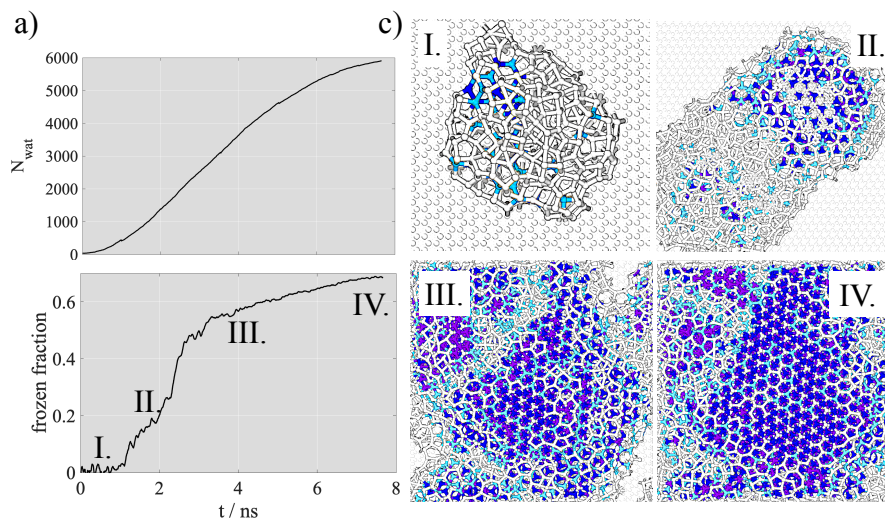 a)
6000
5000
4000
3000
2000
1000
0
N_wat
0.6
0.4
0.2
0
frozen fraction
I.
II.
III.
IV.
0 2 4 6 8
t / ns
c)
I.
II.
III.
IV.